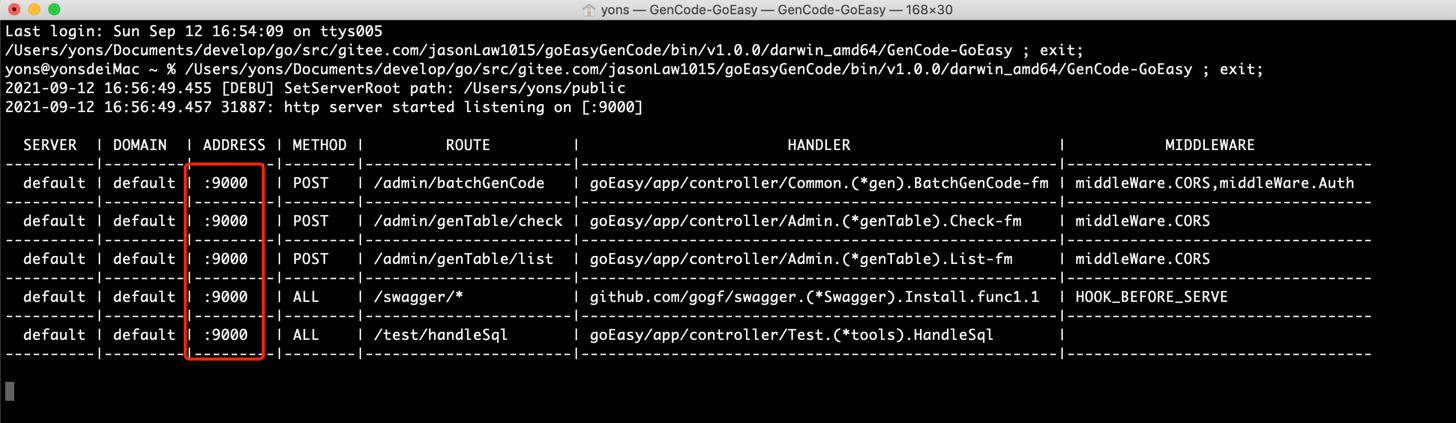 yons — GenCode-GoEasy — GenCode-GoEasy — 168×30
Last login: Sun Sep 12 16:54:09 on ttys005
/Users/yons/Documents/develop/go/src/gitee.com/jasonLaw1015/goEasyGenCode/bin/v1.0.0/darwin_amd64/GenCode-GoEasy ; exit;
yons@yonsdeiMac ~ % /Users/yons/Documents/develop/go/src/gitee.com/jasonLaw1015/goEasyGenCode/bin/v1.0.0/darwin_amd64/GenCode-GoEasy ; exit;
2021-09-12 16:56:49.455 [DEBU] SetServerRoot path: /Users/yons/public
2021-09-12 16:56:49.457 31887: http server started listening on [:9000]
SERVER | DOMAIN | ADDRESS | METHOD | ROUTE | HANDLER | MIDDLEWARE
default | default | :9000 | POST | /admin/batchGenCode | goEasy/app/controller/Common.(*gen).BatchGenCode-fm | middleWare.CORS,middleWare.Auth
default | default | :9000 | POST | /admin/genTable/check | goEasy/app/controller/Admin.(*genTable).Check-fm | middleWare.CORS
default | default | :9000 | POST | /admin/genTable/list | goEasy/app/controller/Admin.(*genTable).List-fm | middleWare.CORS
default | default | :9000 | ALL | /swagger/* | github.com/gogf/swagger.(*Swagger).Install.func1.1 | HOOK_BEFORE_SERVE
default | default | :9000 | ALL | /test/handleSql | goEasy/app/controller/Test.(*tools).HandleSql |